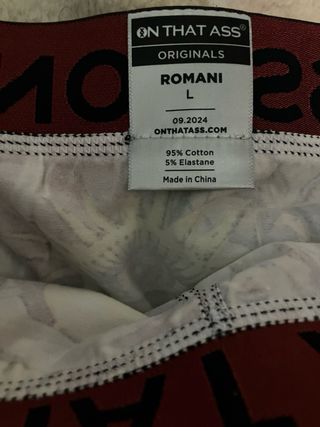 ON THAT ASS®
ORIGINALS
ROMANI
L
09.2024
ONTHATASS.COM
95% Cotton
5% Elastane
Made in China